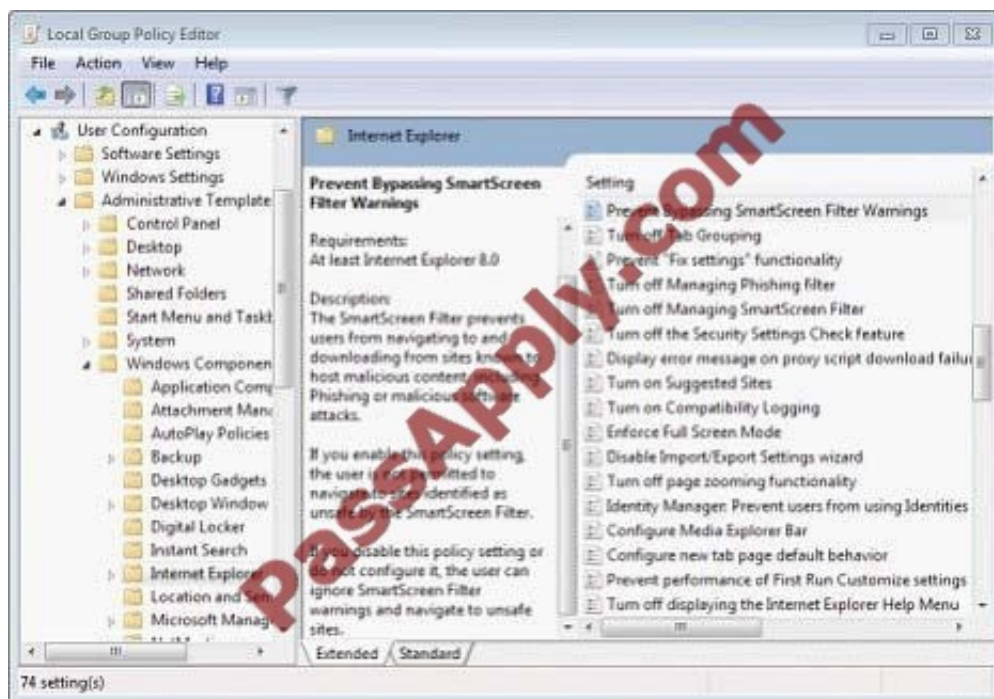 Local Group Policy Editor
File Action View Help
User Configuration
Software Settings
Windows Settings
Administrative Template
Control Panel
Desktop
Network
Shared Folders
Start Menu and Taskb
System
Windows Componen
Application Comp
Attachment Mana
AutoPlay Policies
Backup
Desktop Gadgets
Desktop Window
Digital Locker
Instant Search
Internet Explorer
Location and Sen
Microsoft Manag
Internet Explorer
Prevent Bypassing SmartScreen
Filter Warnings
Requirements:
At least Internet Explorer 8.0
Description:
The SmartScreen Filter prevents
users from navigating to and
downloading from sites known to
host malicious content, including
Phishing or malicious software
attacks.
If you enable this policy setting,
the user is not permitted to
navigate to sites identified as
unsafe by the SmartScreen Filter.
If you disable this policy setting or
do not configure it, the user can
ignore SmartScreen Filter
warnings and navigate to unsafe
sites.
Setting
Prevent Bypassing SmartScreen Filter Warnings
Turn off Tab Grouping
Prevent "Fix settings" functionality
Turn off Managing Phishing filter
Turn off Managing SmartScreen Filter
Turn off the Security Settings Check feature
Display error message on proxy script download failu
Turn on Suggested Sites
Turn on Compatibility Logging
Enforce Full Screen Mode
Disable Import/Export Settings wizard
Turn off page zooming functionality
Identity Manager: Prevent users from using Identities
Configure Media Explorer Bar
Configure new tab page default behavior
Prevent performance of First Run Customize settings
Turn off displaying the Internet Explorer Help Menu
Extended Standard
74 setting(s)
PassApply.com